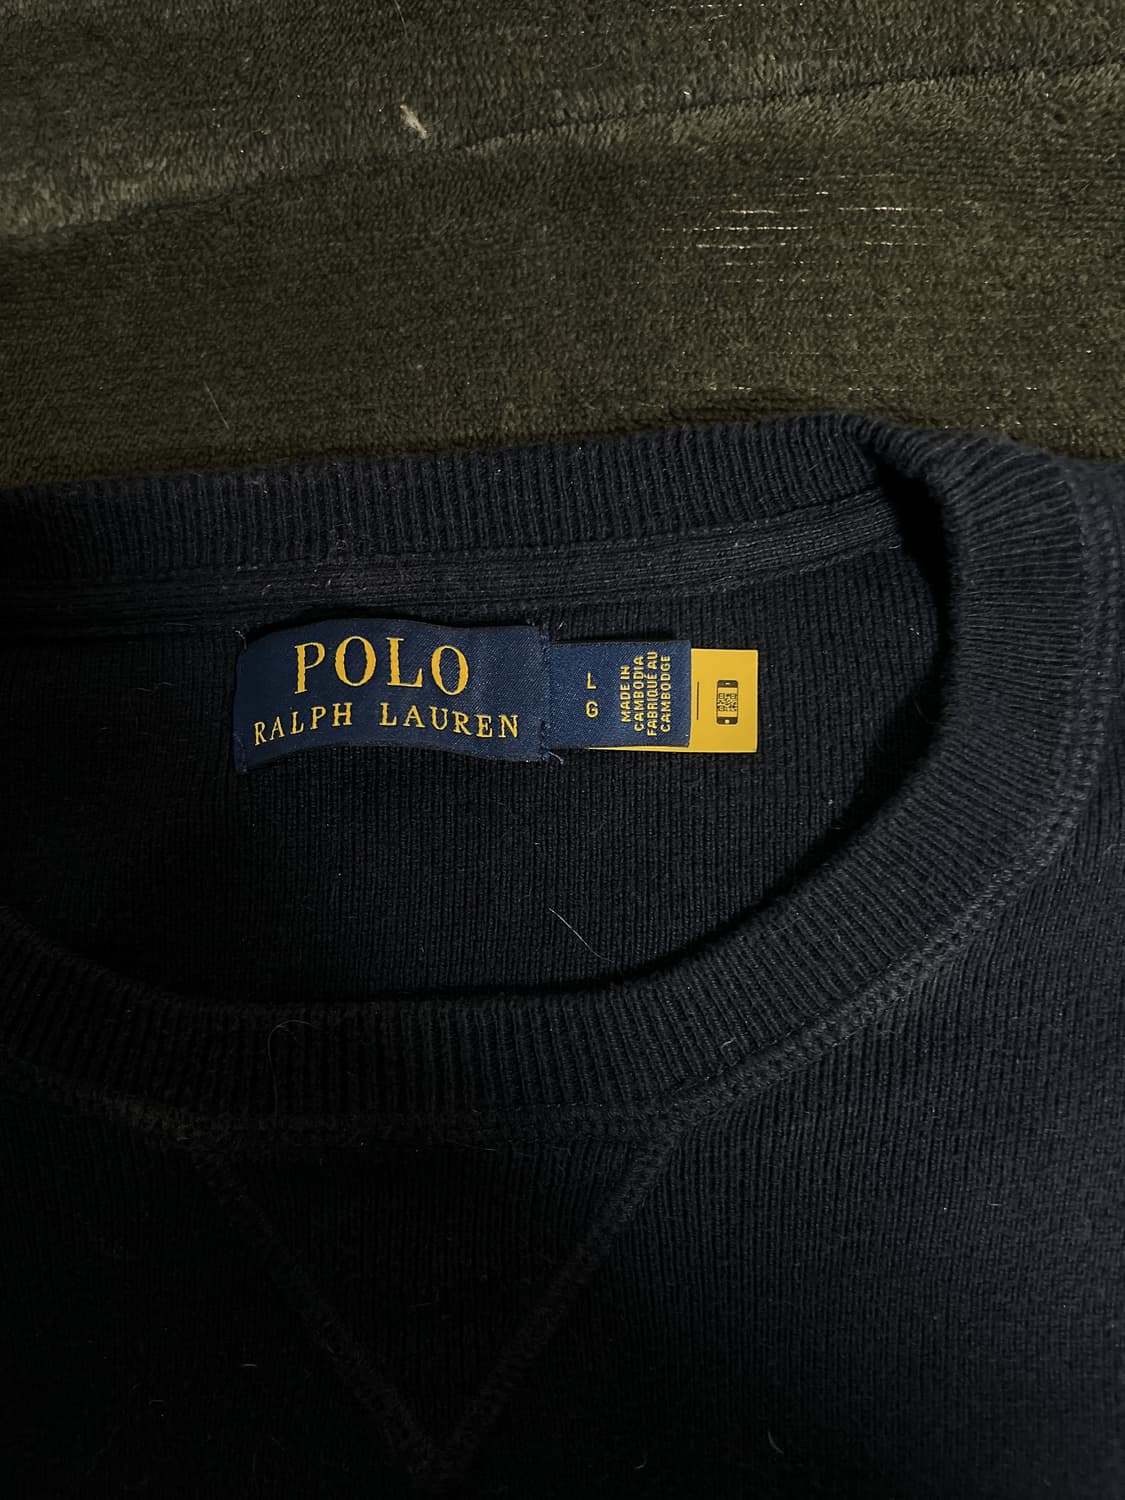 POLO
RALPH LAUREN
L
G
MADE IN
CAMBODIA
FABRIQUÉ AU
CAMBODGE